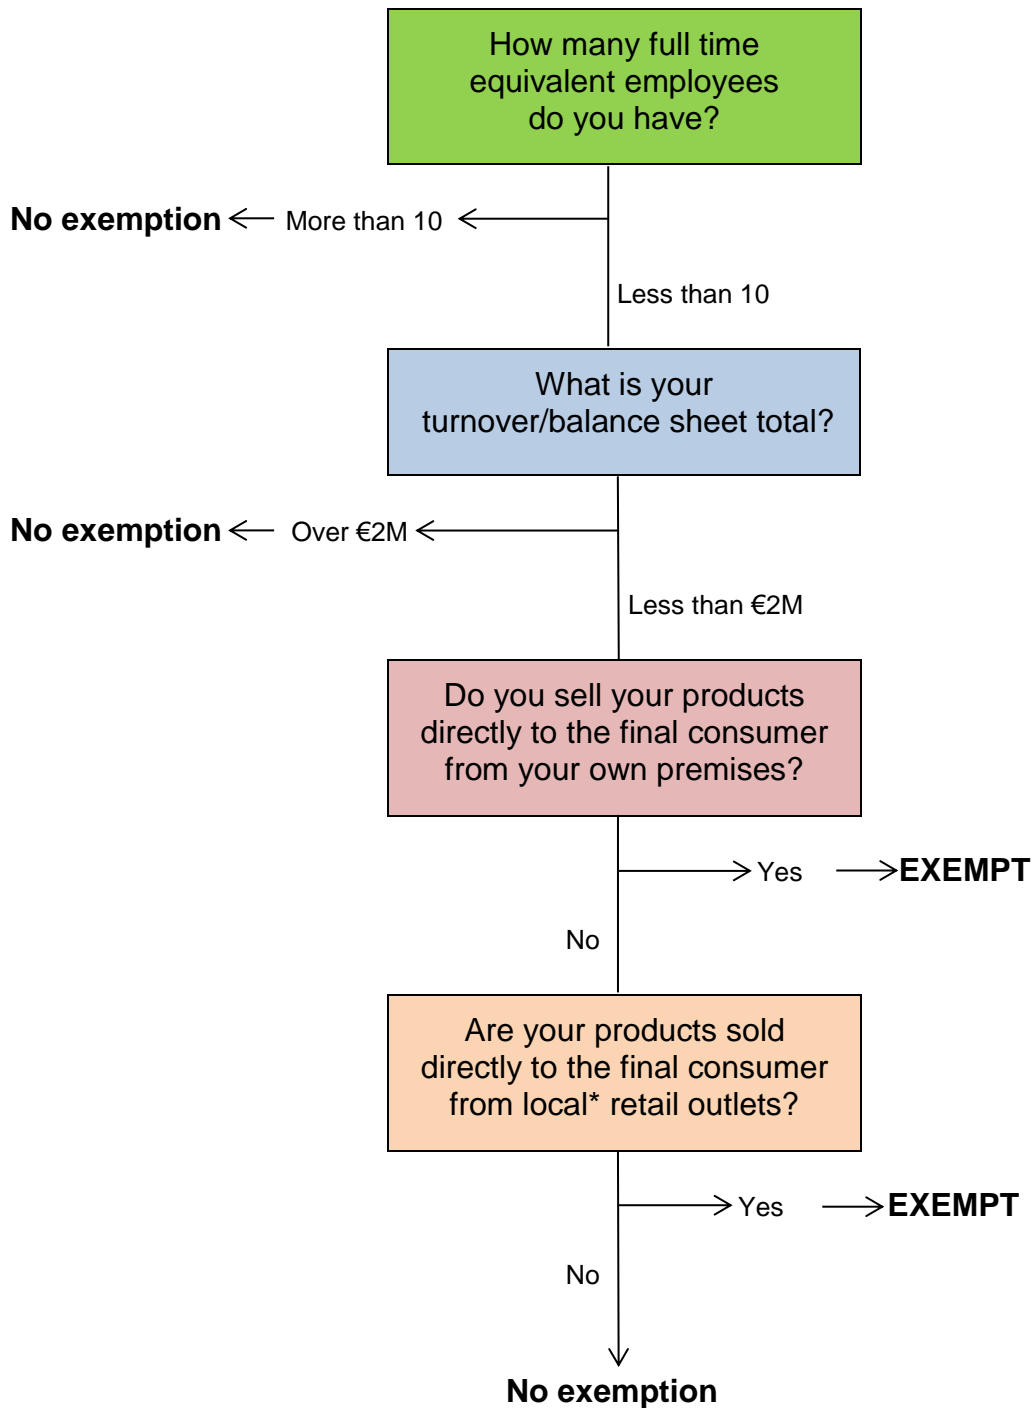 How many full time
equivalent employees
do you have?
No exemption
More than 10
Less than 10
What is your
turnover/balance sheet total?
No exemption
Over €2M
Less than €2M
Do you sell your products
directly to the final consumer
from your own premises?
Yes
EXEMPT
No
Are your products sold
directly to the final consumer
from local* retail outlets?
Yes
EXEMPT
No
No exemption